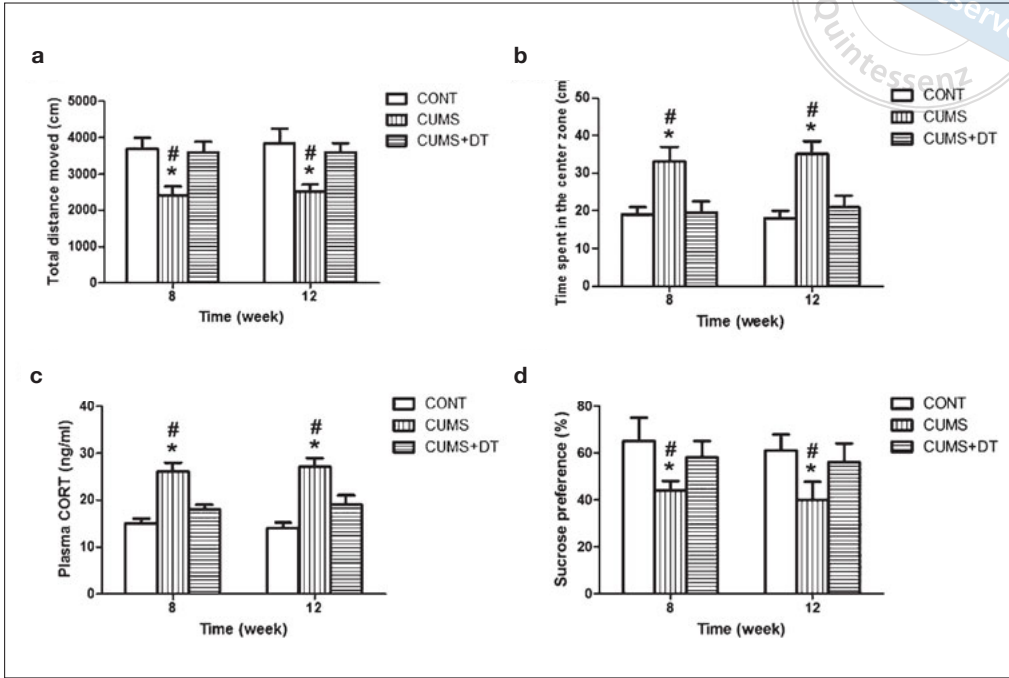 Quintessenz
a
Total distance moved (cm)
5000
4000
3000
2000
1000
0
# 
*
#
*
8
12
Time (week)
CONT
CUMS
CUMS+DT
b
Time spent in the center zone (cm
50
40
30
20
10
0
#
*
#
*
8
12
Time (week)
CONT
CUMS
CUMS+DT
c
Plasma CORT (ng/ml)
40
30
20
10
0
#
*
#
*
8
12
Time (week)
CONT
CUMS
CUMS+DT
d
Sucrose preference (%)
80
60
40
20
0
#
*
#
*
8
12
Time (week)
CONT
CUMS
CUMS+DT